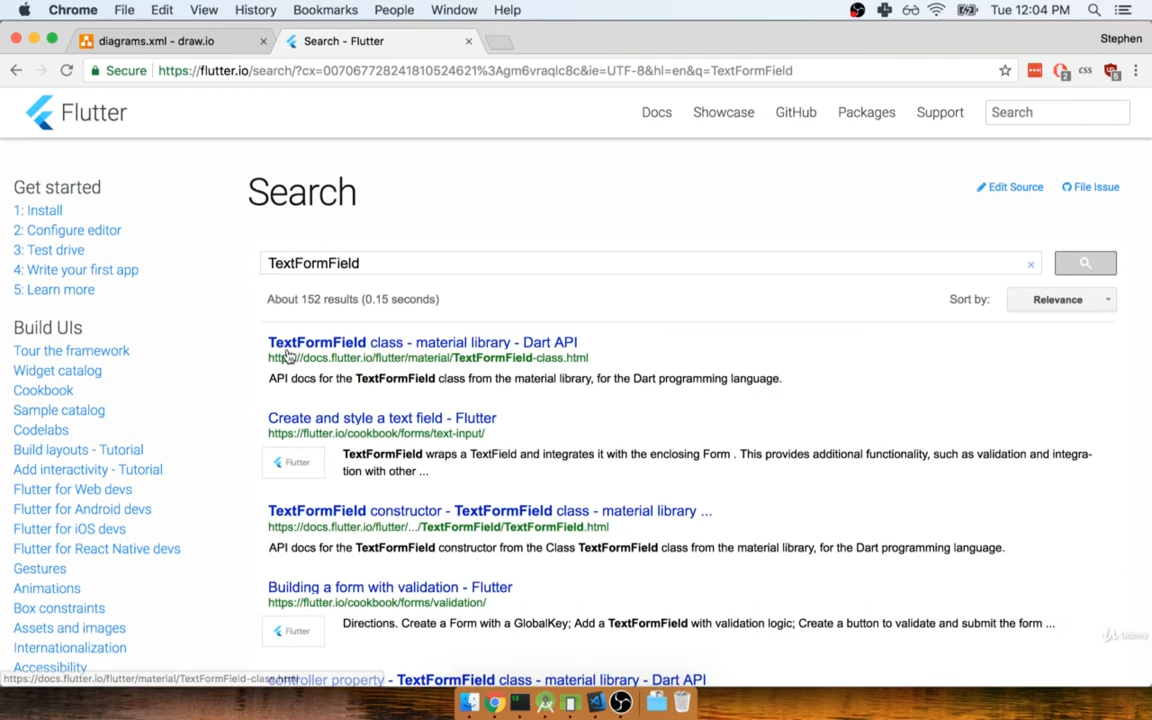 Chrome File Edit View History Bookmarks People Window Help Tue 12:04 PM
diagrams.xml - draw.io × Search - Flutter × Stephen
Secure https://flutter.io/search/?cx=007067728241810524621%3Agm6vraqlc8c&ie=UTF-8&hl=en&q=TextFormField 2 CSS 5
Flutter Docs Showcase GitHub Packages Support Search
Get started
1: Install
2: Configure editor
3: Test drive
4: Write your first app
5: Learn more
Build UIs
Tour the framework
Widget catalog
Cookbook
Sample catalog
Codelabs
Build layouts - Tutorial
Add interactivity - Tutorial
Flutter for Web devs
Flutter for Android devs
Flutter for iOS devs
Flutter for React Native devs
Gestures
Animations
Box constraints
Assets and images
Internationalization
Accessibility
Search Edit Source File Issue
TextFormField ×
About 152 results (0.15 seconds) Sort by: Relevance
TextFormField class - material library - Dart API
https://docs.flutter.io/flutter/material/TextFormField-class.html
API docs for the TextFormField class from the material library, for the Dart programming language.
Create and style a text field - Flutter
https://flutter.io/cookbook/forms/text-input/
Flutter
TextFormField wraps a TextField and integrates it with the enclosing Form . This provides additional functionality, such as validation and integra-
tion with other ...
TextFormField constructor - TextFormField class - material library ...
https://docs.flutter.io/flutter/.../TextFormField/TextFormField.html
API docs for the TextFormField constructor from the Class TextFormField class from the material library, for the Dart programming language.
Building a form with validation - Flutter
https://flutter.io/cookbook/forms/validation/
Flutter
Directions. Create a Form with a GlobalKey; Add a TextFormField with validation logic; Create a button to validate and submit the form ...
Udemy
controller property - TextFormField class - material library - Dart API
https://docs.flutter.io/flutter/material/TextFormField-class.html